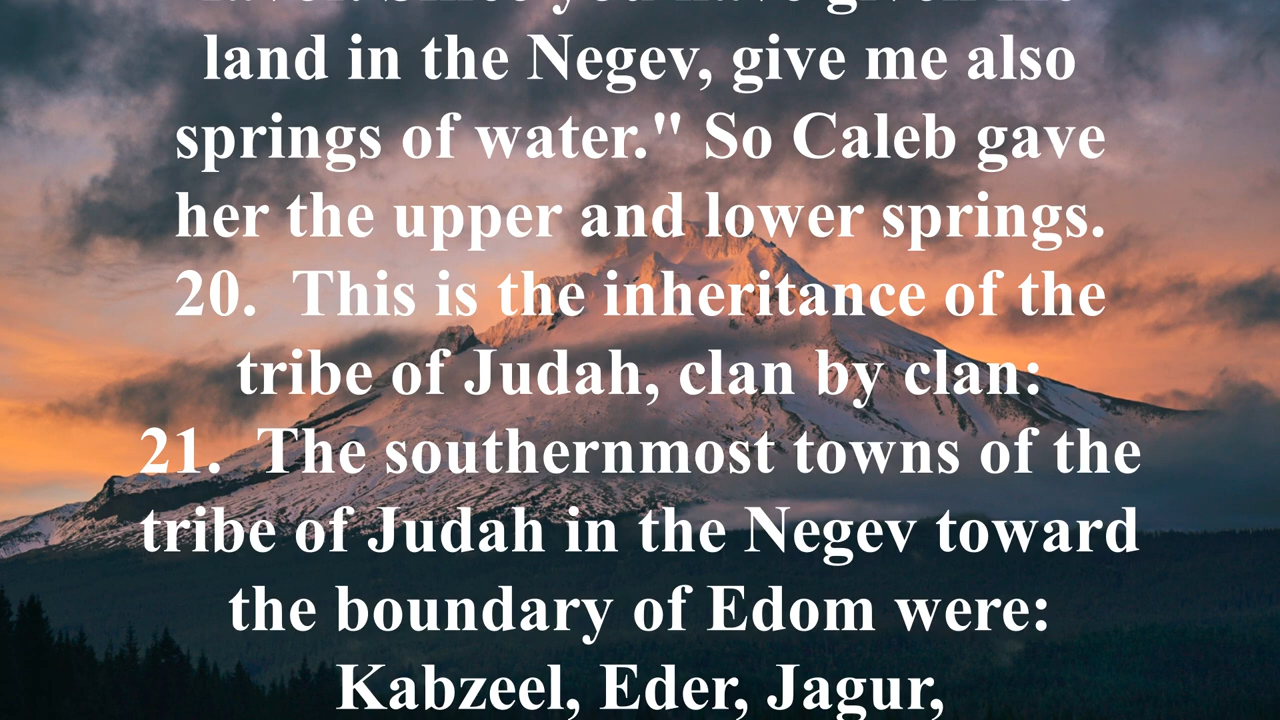 land in the Negev, give me also
springs of water." So Caleb gave
her the upper and lower springs.
20.  This is the inheritance of the
tribe of Judah, clan by clan:
21.  The southernmost towns of the
tribe of Judah in the Negev toward
the boundary of Edom were:
Kabzeel, Eder, Jagur,